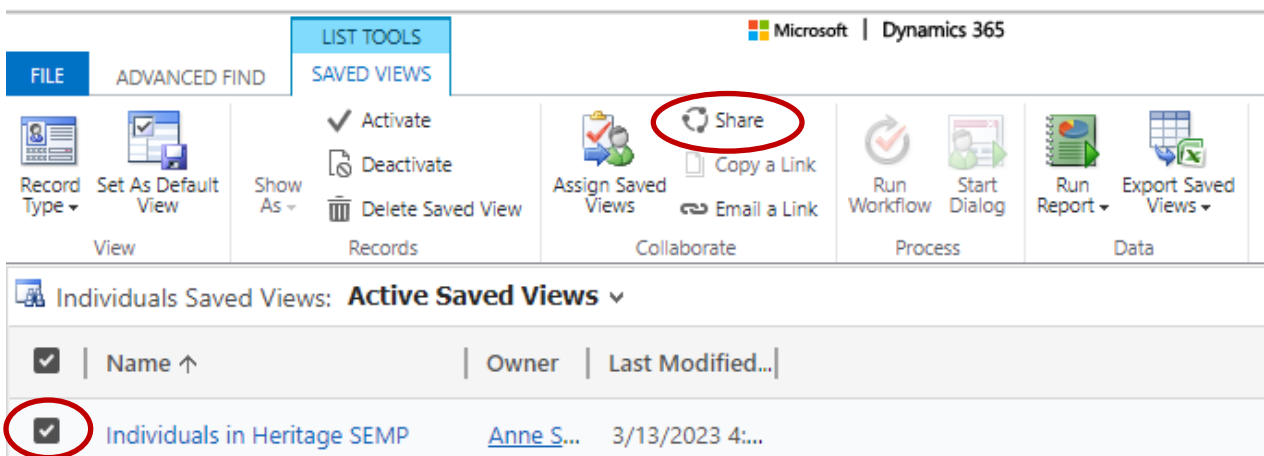 LIST TOOLS
Microsoft | Dynamics 365
FILE ADVANCED FIND SAVED VIEWS
Record Type
Set As Default View
Show As
Activate
Deactivate
Delete Saved View
Assign Saved Views
Share
Copy a Link
Email a Link
Run Workflow
Start Dialog
Run Report
Export Saved Views
View Records Collaborate Process Data
Individuals Saved Views: Active Saved Views
Name ↑ | Owner | Last Modified...|
Individuals in Heritage SEMP Anne S... 3/13/2023 4:...